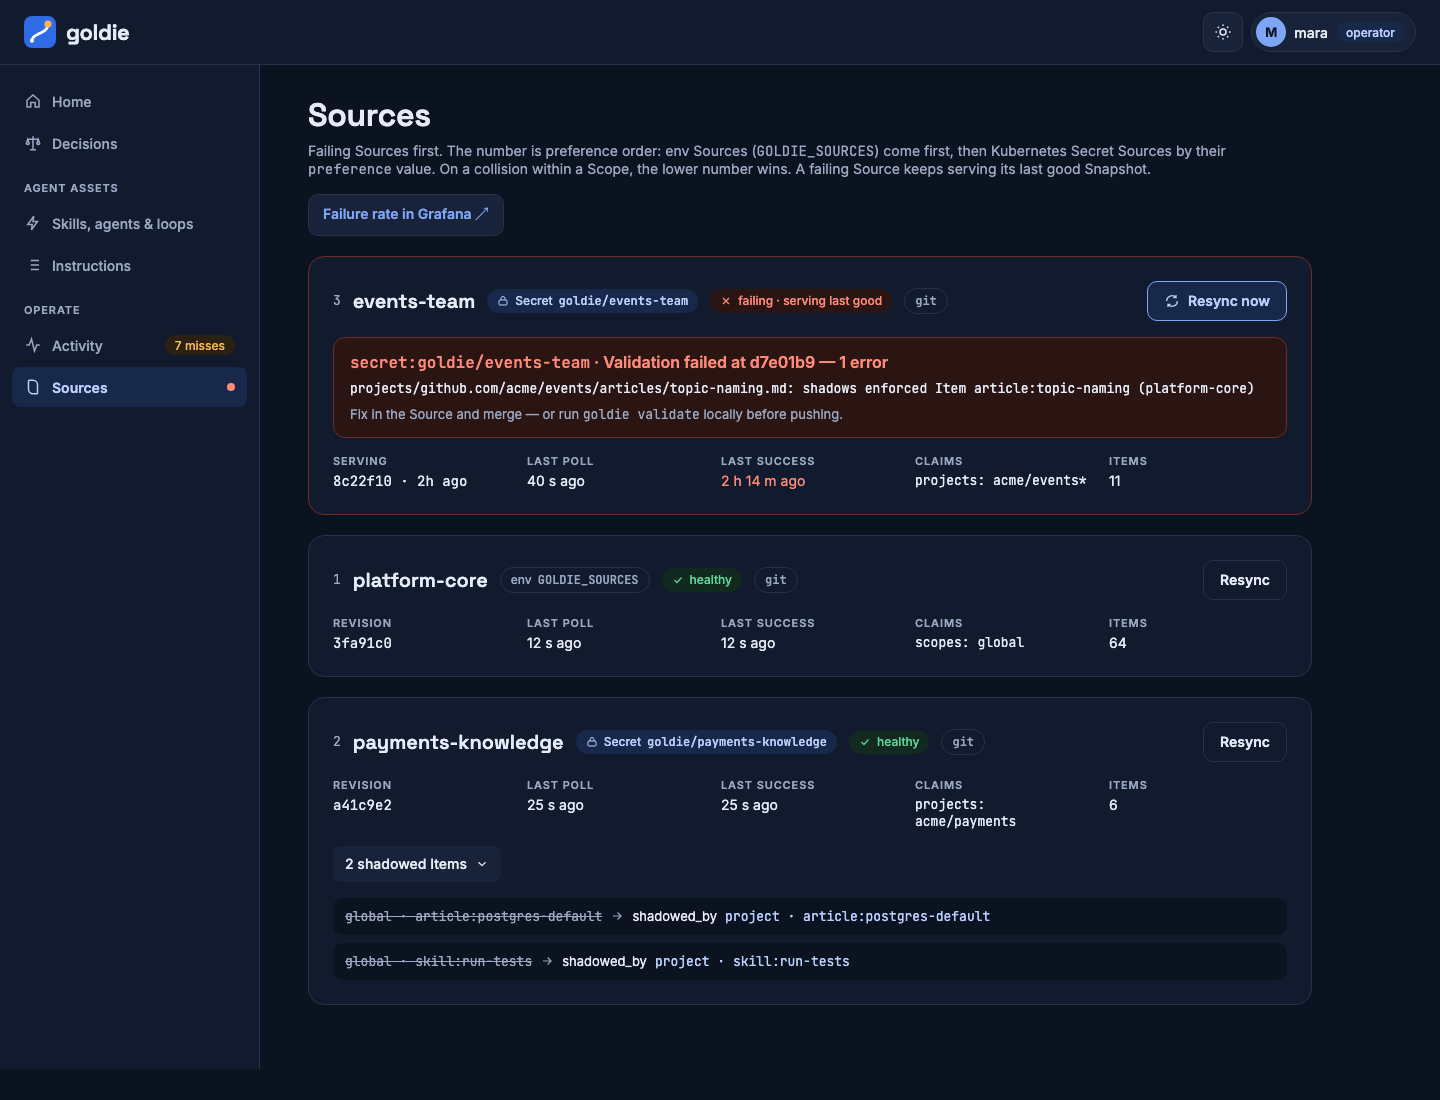 goldie
M mara operator
Home
Decisions
AGENT ASSETS
Skills, agents & loops
Instructions
OPERATE
Activity 7 misses
Sources
Sources
Failing Sources first. The number is preference order: env Sources (GOLDIE_SOURCES) come first, then Kubernetes Secret Sources by their
preference value. On a collision within a Scope, the lower number wins. A failing Source keeps serving its last good Snapshot.
Failure rate in Grafana ↗
3 events-team Secret goldie/events-team failing · serving last good git Resync now
secret:goldie/events-team · Validation failed at d7e01b9 — 1 error
projects/github.com/acme/events/articles/topic-naming.md: shadows enforced Item article:topic-naming (platform-core)
Fix in the Source and merge — or run goldie validate locally before pushing.
SERVING LAST POLL LAST SUCCESS CLAIMS ITEMS
8c22f10 · 2h ago 40 s ago 2 h 14 m ago projects: acme/events* 11
1 platform-core env GOLDIE_SOURCES healthy git Resync
REVISION LAST POLL LAST SUCCESS CLAIMS ITEMS
3fa91c0 12 s ago 12 s ago scopes: global 64
2 payments-knowledge Secret goldie/payments-knowledge healthy git Resync
REVISION LAST POLL LAST SUCCESS CLAIMS ITEMS
a41c9e2 25 s ago 25 s ago projects: 6
acme/payments
2 shadowed Items
global · article:postgres-default → shadowed_by project · article:postgres-default
global · skill:run-tests → shadowed_by project · skill:run-tests